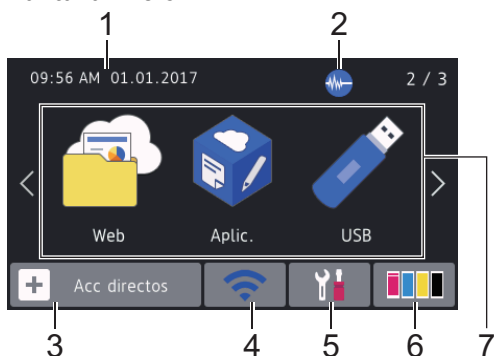 1 2
09:56 AM 01.01.2017 2 / 3
Web Aplic. USB
Acc directos
3 4 5 6 7